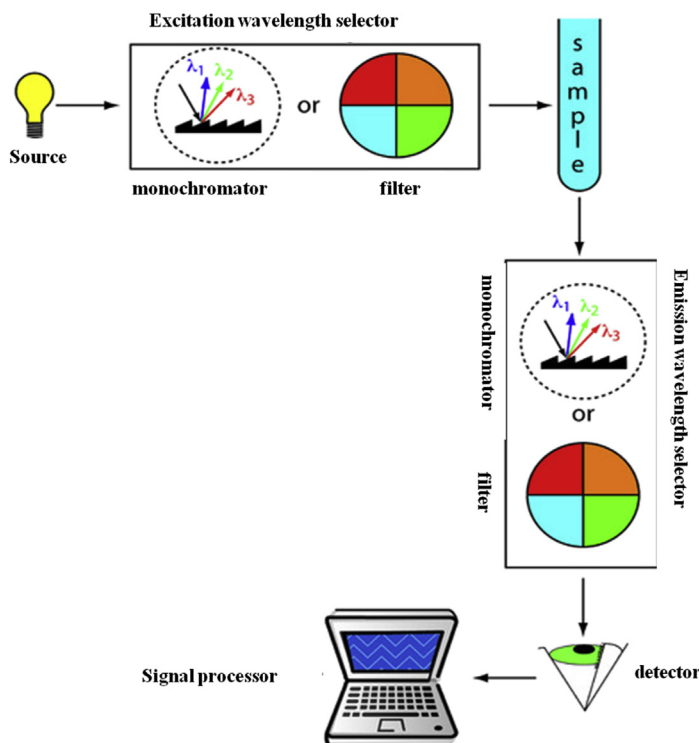 Excitation wavelength selector
λ1
λ2
λ3
or
Source
monochromator
filter
sample
Emission wavelength selector
monochromator
λ1
λ2
λ3
or
filter
detector
Signal processor